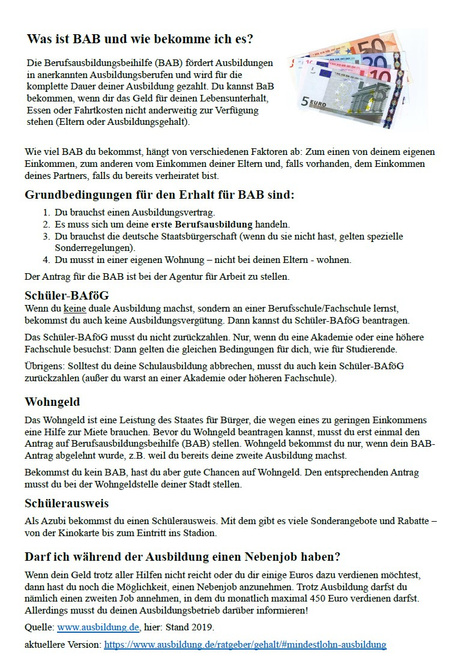 Was ist BAB und wie bekomme ich es?
Die Berufsausbildungsbeihilfe (BAB) fördert Ausbildungen
in anerkannten Ausbildungsberufen und wird für die
komplette Dauer deiner Ausbildung gezahlt. Du kannst BaB
bekommen, wenn dir das Geld für deinen Lebensunterhalt,
Essen oder Fahrtkosten nicht anderweitig zur Verfügung
stehen (Eltern oder Ausbildungsgehalt).
50
20
10
5 EURO
Wie viel BAB du bekommst, hängt von verschiedenen Faktoren ab: Zum einen von deinem eigenen
Einkommen, zum anderen vom Einkommen deiner Eltern und, falls vorhanden, dem Einkommen
deines Partners, falls du bereits verheiratet bist.
Grundbedingungen für den Erhalt für BAB sind:
1. Du brauchst einen Ausbildungsvertrag.
2. Es muss sich um deine erste Berufsausbildung handeln.
3. Du brauchst die deutsche Staatsbürgerschaft (wenn du sie nicht hast, gelten spezielle
Sonderregelungen).
4. Du musst in einer eigenen Wohnung – nicht bei deinen Eltern - wohnen.
Der Antrag für die BAB ist bei der Agentur für Arbeit zu stellen.
Schüler-BAföG
Wenn du keine duale Ausbildung machst, sondern an einer Berufsschule/Fachschule lernst,
bekommst du auch keine Ausbildungsvergütung. Dann kannst du Schüler-BAföG beantragen.
Das Schüler-BAföG musst du nicht zurückzahlen. Nur, wenn du eine Akademie oder eine höhere
Fachschule besuchst: Dann gelten die gleichen Bedingungen für dich, wie für Studierende.
Übrigens: Solltest du deine Schulausbildung abbrechen, musst du auch kein Schüler-BAföG
zurückzahlen (außer du warst an einer Akademie oder höheren Fachschule).
Wohngeld
Das Wohngeld ist eine Leistung des Staates für Bürger, die wegen eines zu geringen Einkommens
eine Hilfe zur Miete brauchen. Bevor du Wohngeld beantragen kannst, musst du erst einmal den
Antrag auf Berufsausbildungsbeihilfe (BAB) stellen. Wohngeld bekommst du nur, wenn dein BAB-
Antrag abgelehnt wurde, z.B. weil du bereits deine zweite Ausbildung machst.
Bekommst du kein BAB, hast du aber gute Chancen auf Wohngeld. Den entsprechenden Antrag
musst du bei der Wohngeldstelle deiner Stadt stellen.
Schülerausweis
Als Azubi bekommst du einen Schülerausweis. Mit dem gibt es viele Sonderangebote und Rabatte –
von der Kinokarte bis zum Eintritt ins Stadion.
Darf ich während der Ausbildung einen Nebenjob haben?
Wenn dein Geld trotz aller Hilfen nicht reicht oder du dir einige Euros dazu verdienen möchtest,
dann hast du noch die Möglichkeit, einen Nebenjob anzunehmen. Trotz Ausbildung darfst du
nämlich einen zweiten Job annehmen, in dem du monatlich maximal 450 Euro verdienen darfst.
Allerdings musst du deinen Ausbildungsbetrieb darüber informieren!
Quelle: www.ausbildung.de, hier: Stand 2019.
aktuellere Version: https://www.ausbildung.de/ratgeber/gehalt/#mindestlohn-ausbildung